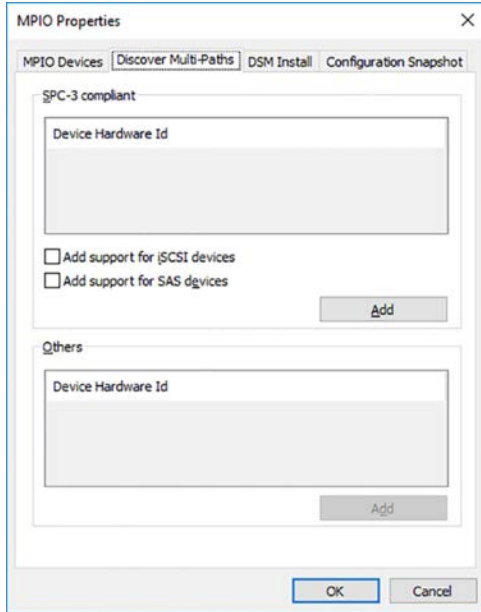 MPIO Properties
MPIO Devices Discover Multi-Paths DSM Install Configuration Snapshot
SPC-3 compliant
Device Hardware Id
Add support for iSCSI devices
Add support for SAS devices
Add
Others
Device Hardware Id
Add
OK Cancel